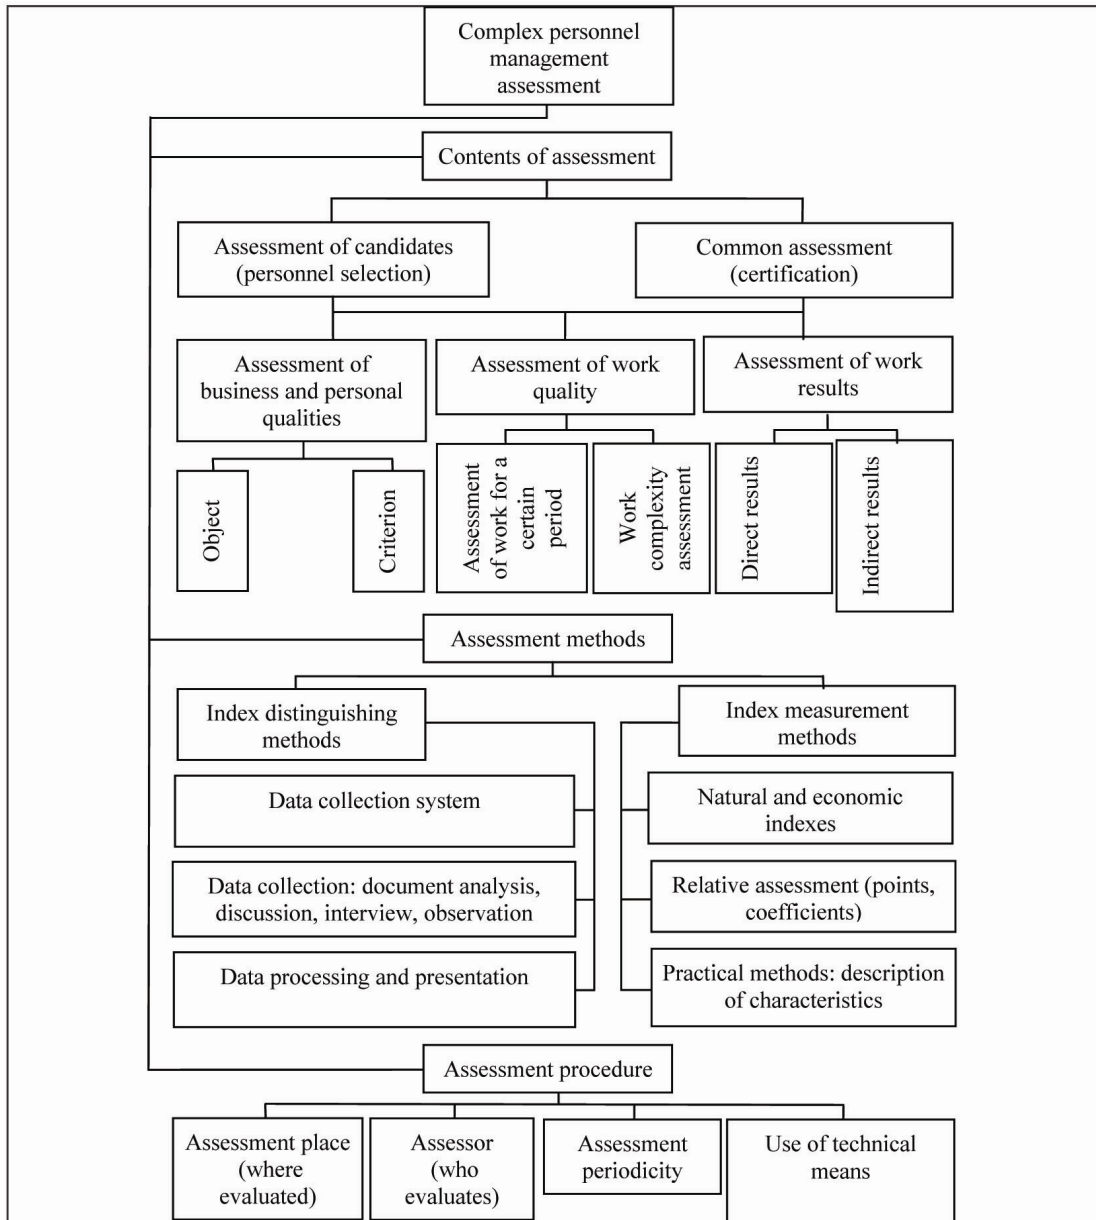 Complex personnel
management
assessment
Contents of assessment
Assessment of candidates
(personnel selection)
Common assessment
(certification)
Assessment of
business and personal
qualities
Assessment of work
quality
Assessment of work
results
Object
Criterion
Assessment
of work for a
certain
period
Work
complexity
assessment
Direct results
Indirect results
Assessment methods
Index distinguishing
methods
Index measurement
methods
Data collection system
Natural and economic
indexes
Data collection: document analysis,
discussion, interview, observation
Relative assessment (points,
coefficients)
Data processing and presentation
Practical methods: description
of characteristics
Assessment procedure
Assessment place
(where
evaluated)
Assessor
(who
evaluates)
Assessment
periodicity
Use of technical
means